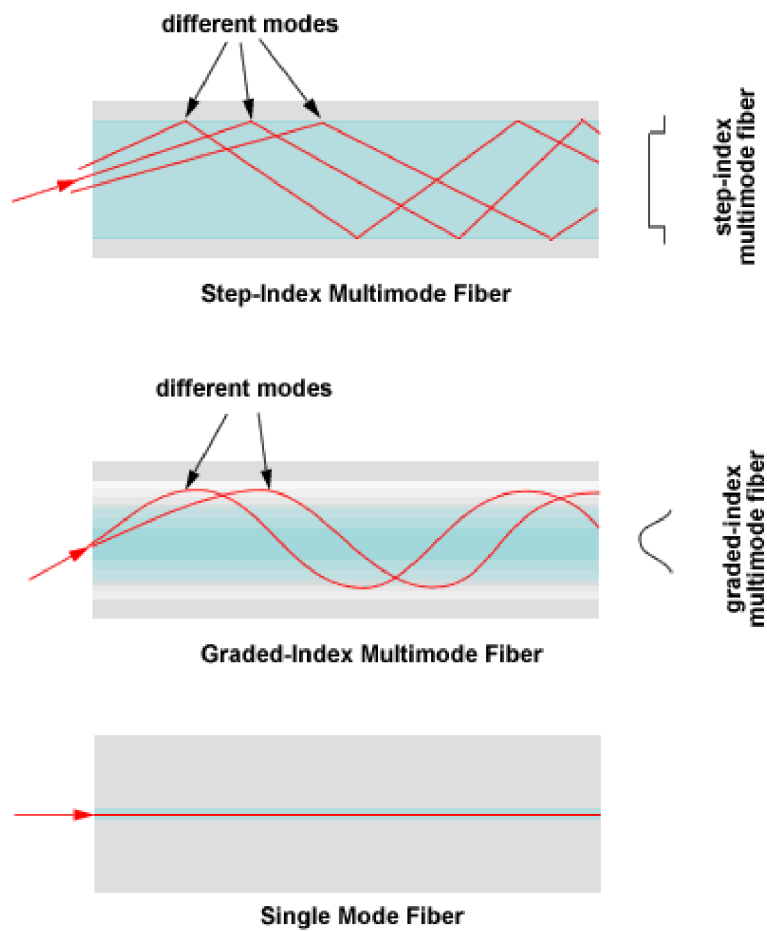 different modes
step-index
multimode fiber
Step-Index Multimode Fiber
different modes
graded-index
multimode fiber
Graded-Index Multimode Fiber
Single Mode Fiber